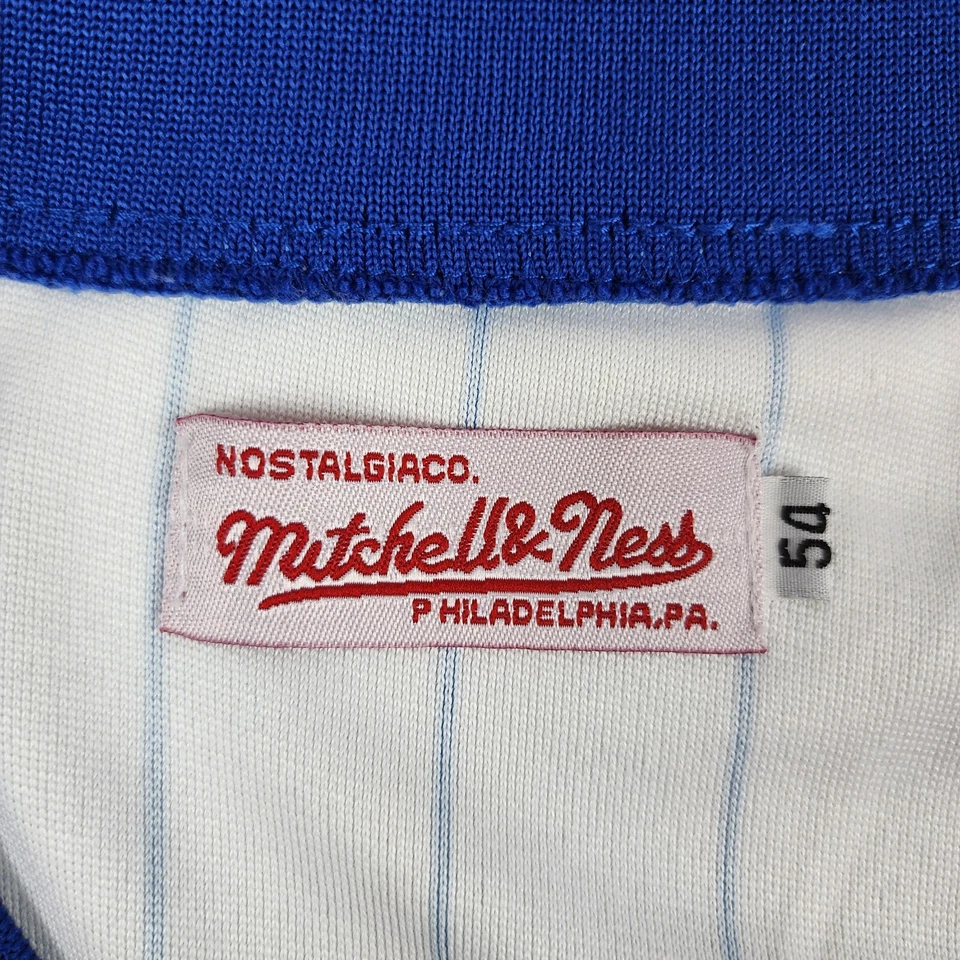 NOSTALGIACO.
Mitchell & Ness
PHILADELPHIA, PA.
54